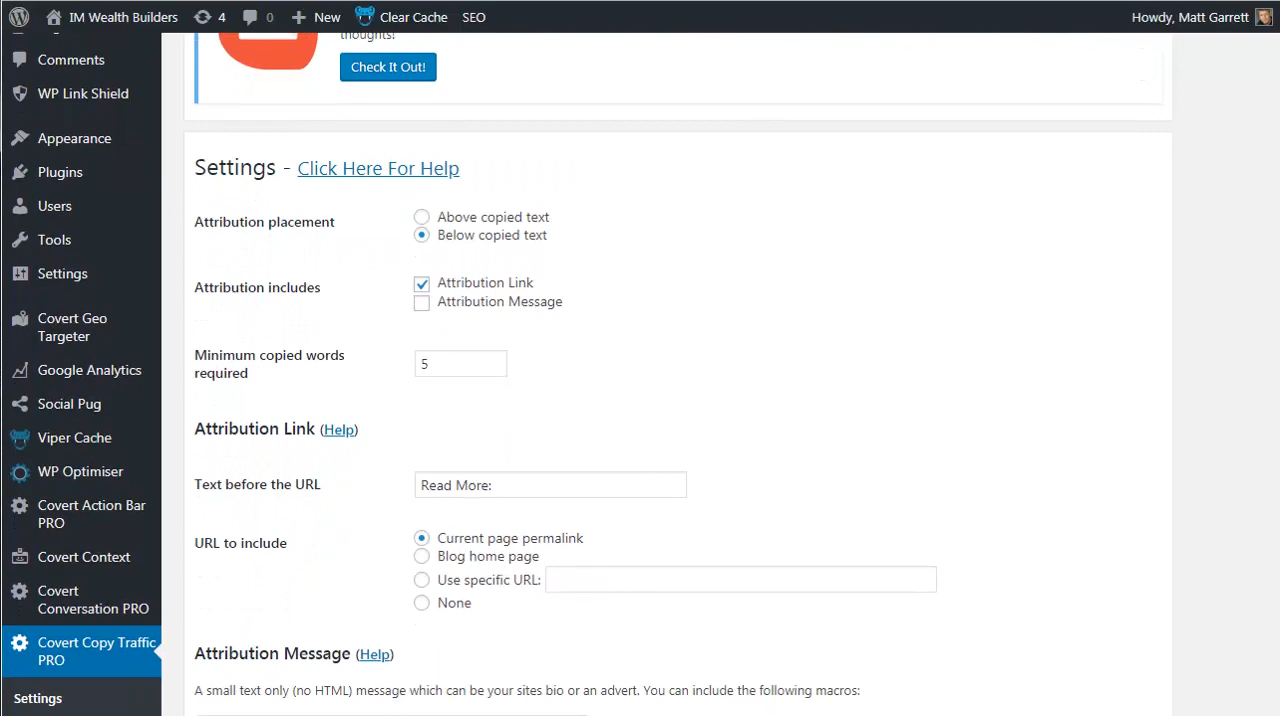 IM Wealth Builders 4 0 New Clear Cache SEO Howdy, Matt Garrett
Comments
WP Link Shield
Appearance
Plugins
Users
Tools
Settings
Covert Geo
Targeter
Google Analytics
Social Pug
Viper Cache
WP Optimiser
Covert Action Bar
PRO
Covert Context
Covert
Conversation PRO
Covert Copy Traffic
PRO
Settings
thoughts!
Check It Out!
Settings - Click Here For Help
Attribution placement
Above copied text
Below copied text
Attribution includes
Attribution Link
Attribution Message
Minimum copied words
required
5
Attribution Link (Help)
Text before the URL
Read More:
URL to include
Current page permalink
Blog home page
Use specific URL:
None
Attribution Message (Help)
A small text only (no HTML) message which can be your sites bio or an advert. You can include the following macros: